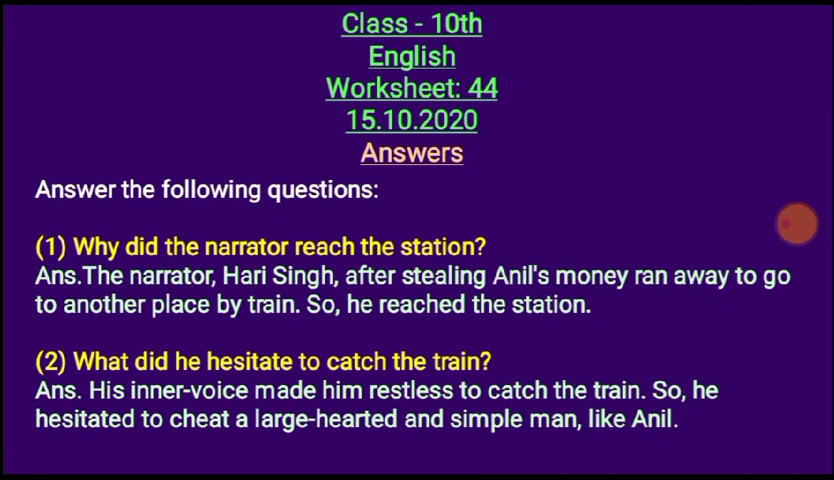 Class - 10th
English
Worksheet: 44
15.10.2020
Answers
Answer the following questions:
(1) Why did the narrator reach the station?
Ans.The narrator, Hari Singh, after stealing Anil's money ran away to go
to another place by train. So, he reached the station.
(2) What did he hesitate to catch the train?
Ans. His inner-voice made him restless to catch the train. So, he
hesitated to cheat a large-hearted and simple man, like Anil.